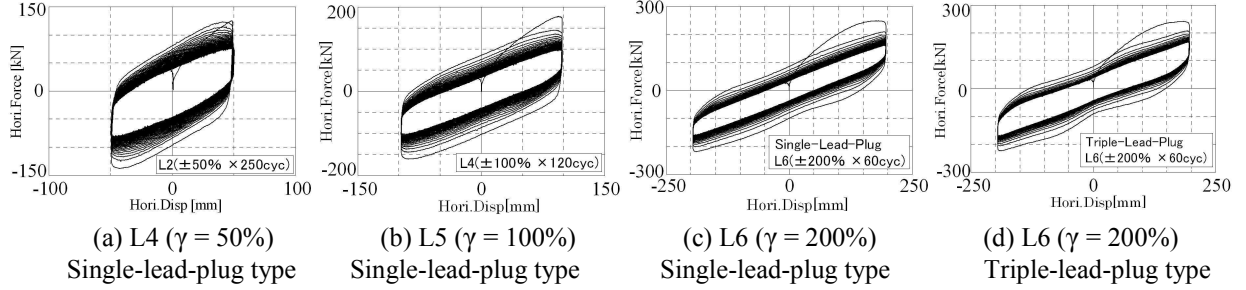 150
Hori.Force [kN]
0
-150
L2(±50% ×250cyc)
-100
0
100
Hori.Disp [mm]
(a) L4 (γ = 50%)
Single-lead-plug type
200
Hori.Force[kN]
0
-200
L4(±100% ×120cyc)
-150
0
150
Hori.Disp[mm]
(b) L5 (γ = 100%)
Single-lead-plug type
300
Hori.Force[kN]
0
-300
Single-Lead-Plug
L6(±200% ×60cyc)
-250
0
250
Hori.Disp[mm]
(c) L6 (γ = 200%)
Single-lead-plug type
300
Hori.Force[kN]
0
-300
Triple-Lead-Plug
L6(±200% ×60cyc)
-250
0
250
Hori.Disp[mm]
(d) L6 (γ = 200%)
Triple-lead-plug type